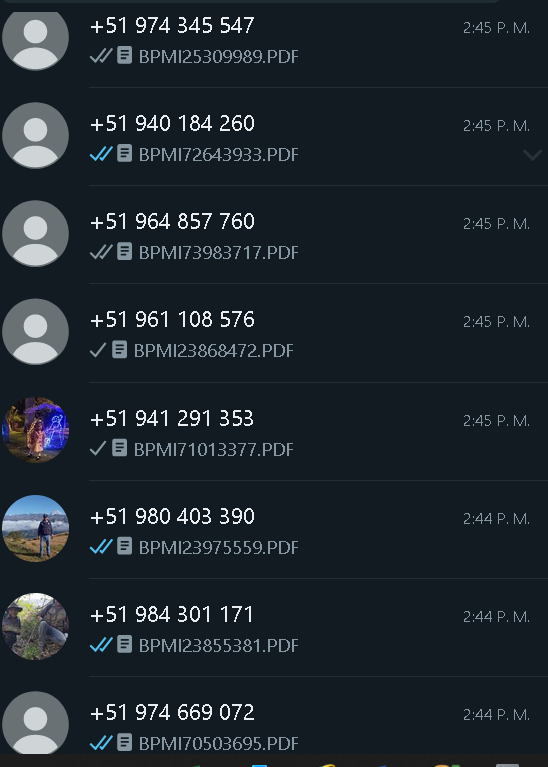 +51 974 345 547
2:45 P. M.
BPMI25309989.PDF
+51 940 184 260
2:45 P. M.
BPMI72643933.PDF
+51 964 857 760
2:45 P. M.
BPMI73983717.PDF
+51 961 108 576
2:45 P. M.
BPMI23868472.PDF
+51 941 291 353
2:45 P. M.
BPMI71013377.PDF
+51 980 403 390
2:44 P. M.
BPMI23975559.PDF
+51 984 301 171
2:44 P. M.
BPMI23855381.PDF
+51 974 669 072
2:44 P. M.
BPMI70503695.PDF